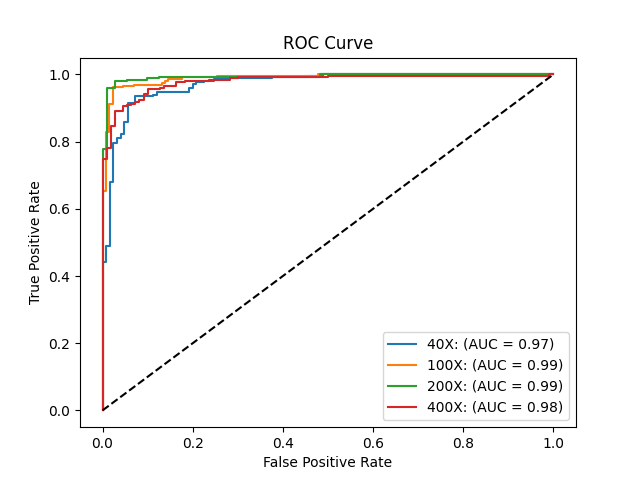 ROC Curve
1.0
0.8
0.6
0.4
0.2
0.0
True Positive Rate
40X: (AUC = 0.97)
100X: (AUC = 0.99)
200X: (AUC = 0.99)
400X: (AUC = 0.98)
0.0 0.2 0.4 0.6 0.8 1.0
False Positive Rate